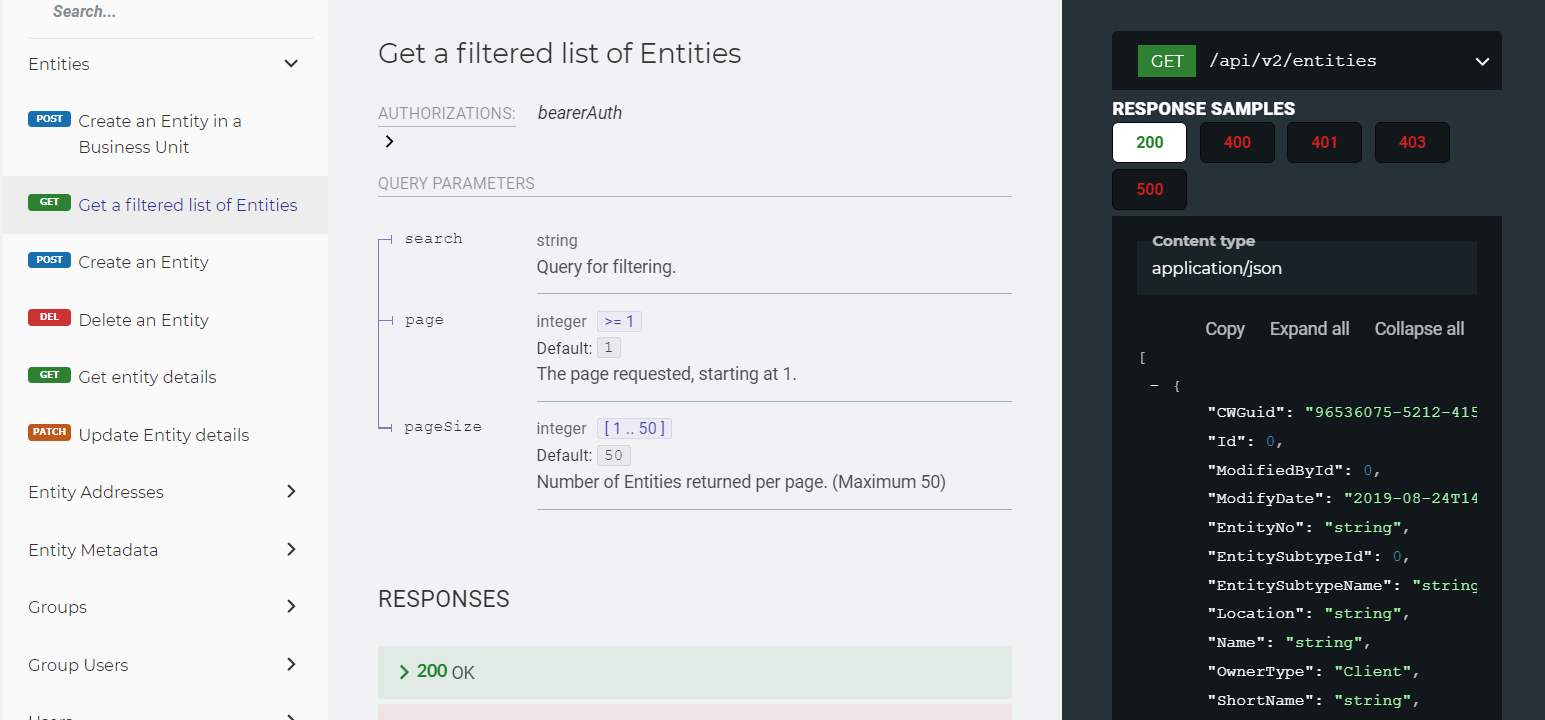 Search...
Entities
POST Create an Entity in a
Business Unit
GET Get a filtered list of Entities
POST Create an Entity
DEL Delete an Entity
GET Get entity details
PATCH Update Entity details
Entity Addresses
Entity Metadata
Groups
Group Users
Users
Get a filtered list of Entities
AUTHORIZATIONS: bearerAuth
QUERY PARAMETERS
search string
Query for filtering.
page integer >= 1
Default: 1
The page requested, starting at 1.
pageSize integer [ 1 .. 50 ]
Default: 50
Number of Entities returned per page. (Maximum 50)
RESPONSES
200 OK
GET /api/v2/entities
RESPONSE SAMPLES
200 400 401 403
500
Content type
application/json
Copy Expand all Collapse all
[
− {
"CWGuid": "96536075-5212-415
"Id": 0,
"ModifiedById": 0,
"ModifyDate": "2019-08-24T14
"EntityNo": "string",
"EntitySubtypeId": 0,
"EntitySubtypeName": "string
"Location": "string",
"Name": "string",
"OwnerType": "Client",
"ShortName": "string",